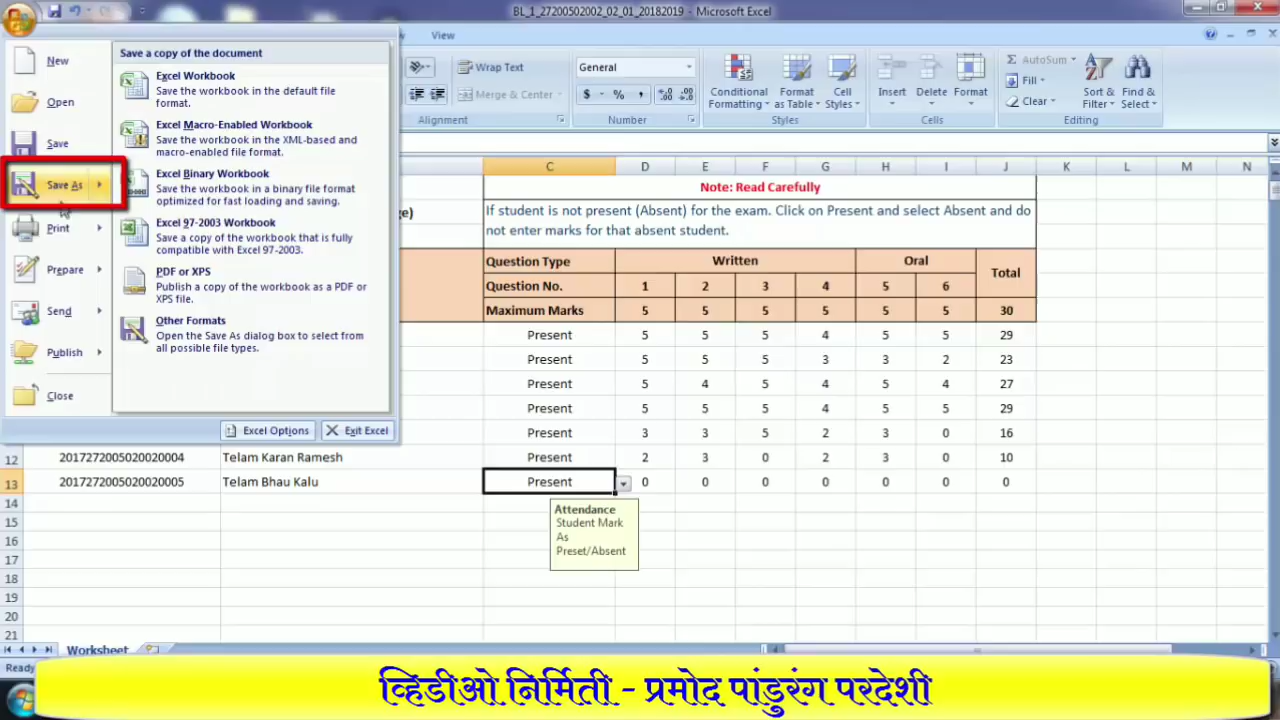 BL_1_27200502002_02_01_20182019 - Microsoft Excel
View
New
Open
Save
Save As
Print
Prepare
Send
Publish
Close
Save a copy of the document
Excel Workbook
Save the workbook in the default file
format.
Excel Macro-Enabled Workbook
Save the workbook in the XML-based and
macro-enabled file format.
Excel Binary Workbook
Save the workbook in a binary file format
optimized for fast loading and saving.
Excel 97-2003 Workbook
Save a copy of the workbook that is fully
compatible with Excel 97-2003.
PDF or XPS
Publish a copy of the workbook as a PDF or
XPS file.
Other Formats
Open the Save As dialog box to select from
all possible file types.
Excel Options
Exit Excel
Wrap Text
Merge & Center
Alignment
General
$ % ,
Number
Conditional Formatting
Format as Table
Cell Styles
Styles
Insert
Delete
Format
Cells
AutoSum
Fill
Clear
Sort & Filter
Find & Select
Editing
C D E F G H I J K L M N
Note: Read Carefully
If student is not present (Absent) for the exam. Click on Present and select Absent and do
not enter marks for that absent student.
Question Type Written Oral Total
Question No. 1 2 3 4 5 6
Maximum Marks 5 5 5 5 5 5 30
Present 5 5 5 4 5 5 29
Present 5 5 5 3 3 2 23
Present 5 4 5 4 5 4 27
Present 5 5 5 4 5 5 29
Present 3 3 5 2 3 0 16
12 2017272005020020004 Telam Karan Ramesh Present 2 3 0 2 3 0 10
13 2017272005020020005 Telam Bhau Kalu Present 0 0 0 0 0 0 0
Attendance
Student Mark
As
Preset/Absent
14
15
16
17
18
19
20
21
Worksheet
Ready
व्हिडीओ निर्मिती - प्रमोद पांडुरंग परदेशी